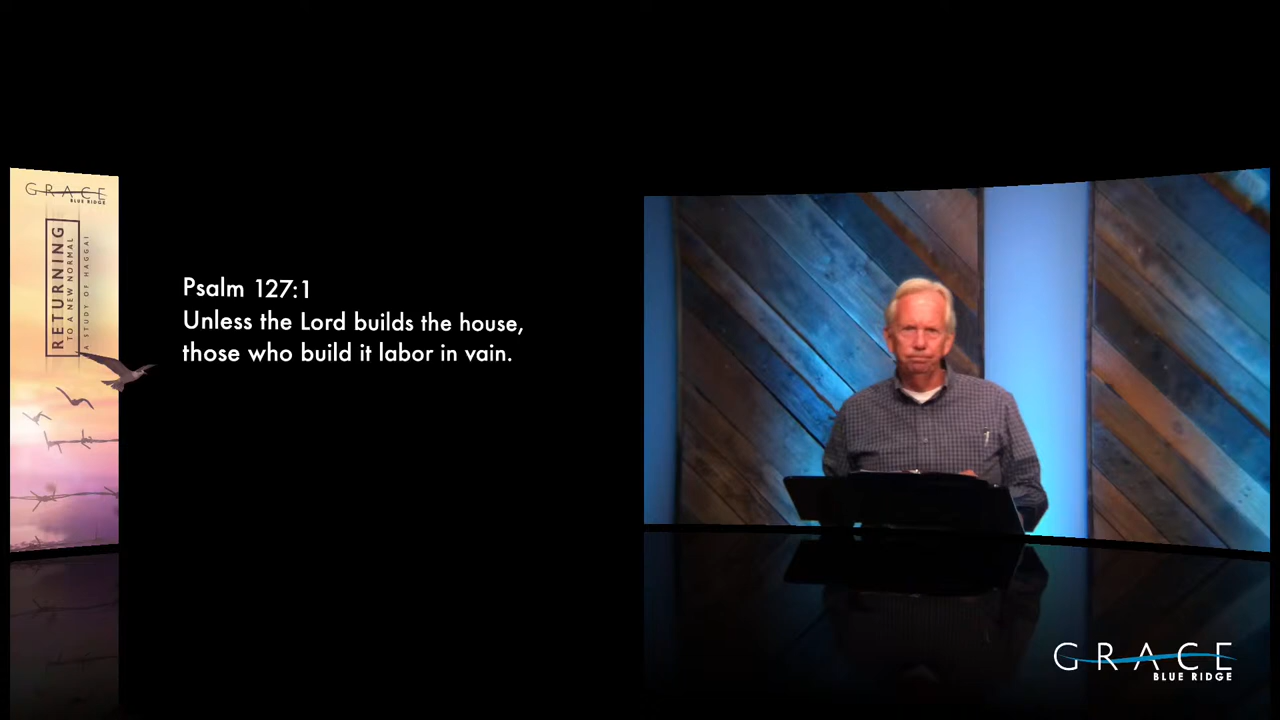 GRACE
BLUE RIDGE
RETURNING
TO A NEW NORMAL
A STUDY OF HAGGAI
Psalm 127:1
Unless the Lord builds the house,
those who build it labor in vain.
GRACE
BLUE RIDGE